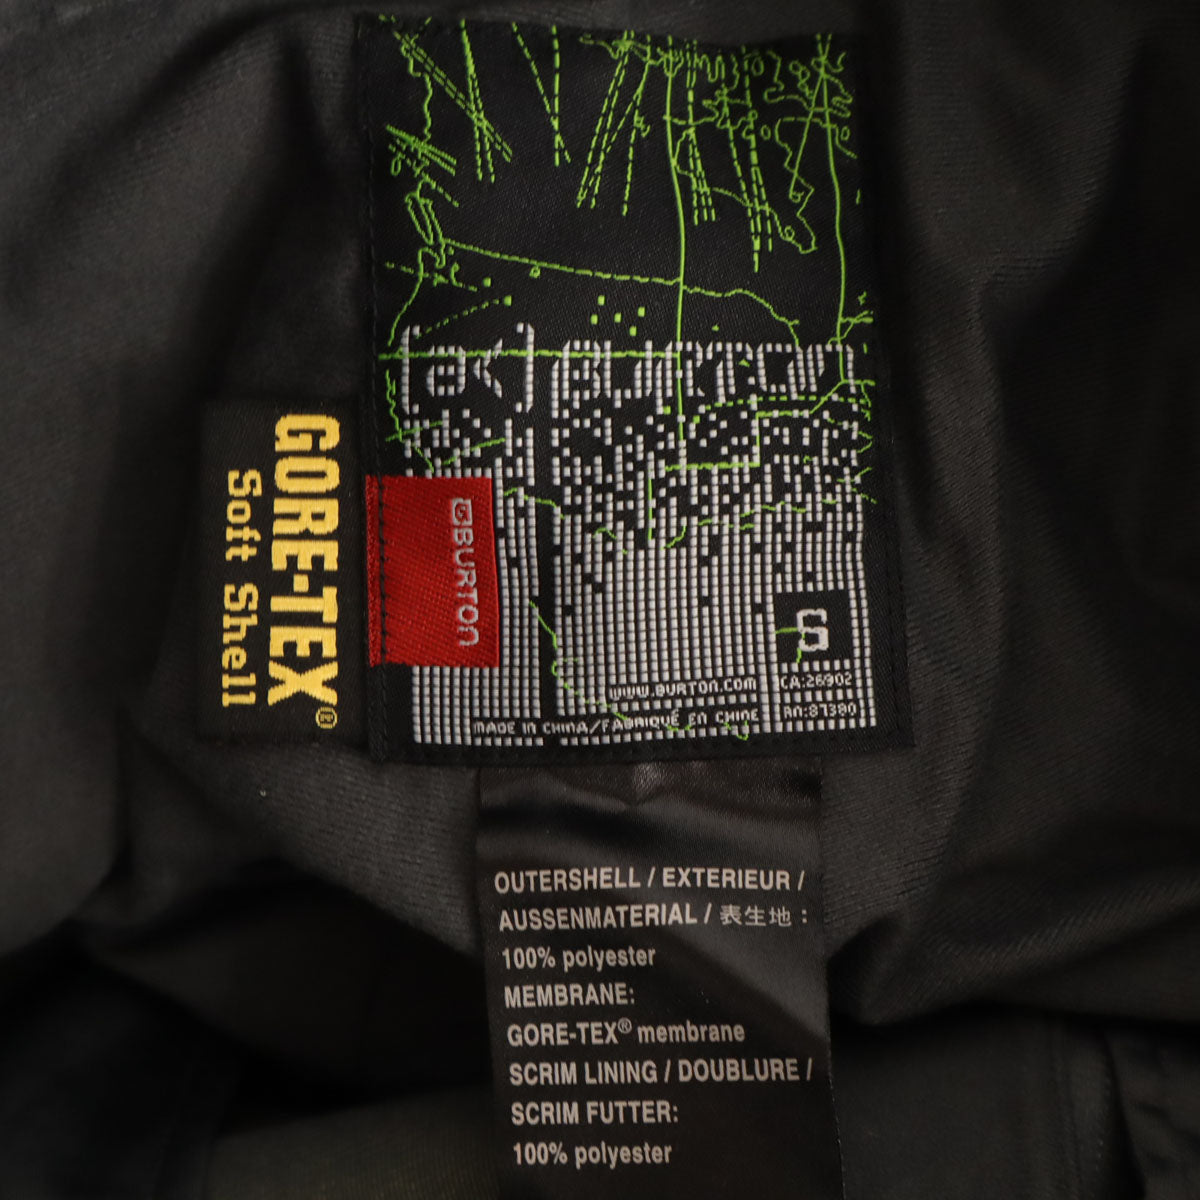 [ak] BURTON
GORE-TEX®
Soft Shell
BURTON
S
www.BURTON.COM
CA:26902
MADE IN CHINA/FABRIQUÉ EN CHINE
RN:87380
OUTERSHELL / EXTERIEUR /
AUSSENMATERIAL / 表生地 :
100% polyester
MEMBRANE:
GORE-TEX® membrane
SCRIM LINING / DOUBLURE /
SCRIM FUTTER:
100% polyester